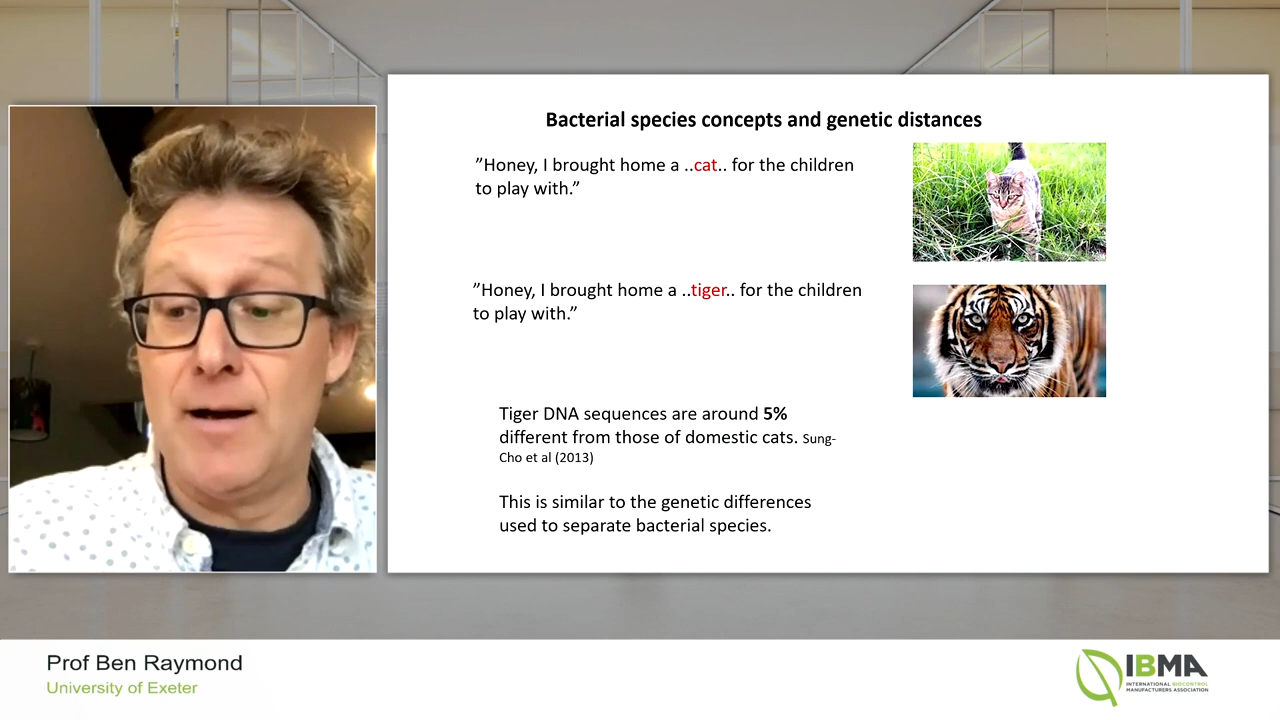 Bacterial species concepts and genetic distances
”Honey, I brought home a ..cat.. for the children
to play with.”
”Honey, I brought home a ..tiger.. for the children
to play with.”
Tiger DNA sequences are around 5%
different from those of domestic cats. Sung-
Cho et al (2013)
This is similar to the genetic differences
used to separate bacterial species.
Prof Ben Raymond
University of Exeter
IBMA
INTERNATIONAL BIOCONTROL
MANUFACTURERS ASSOCIATION